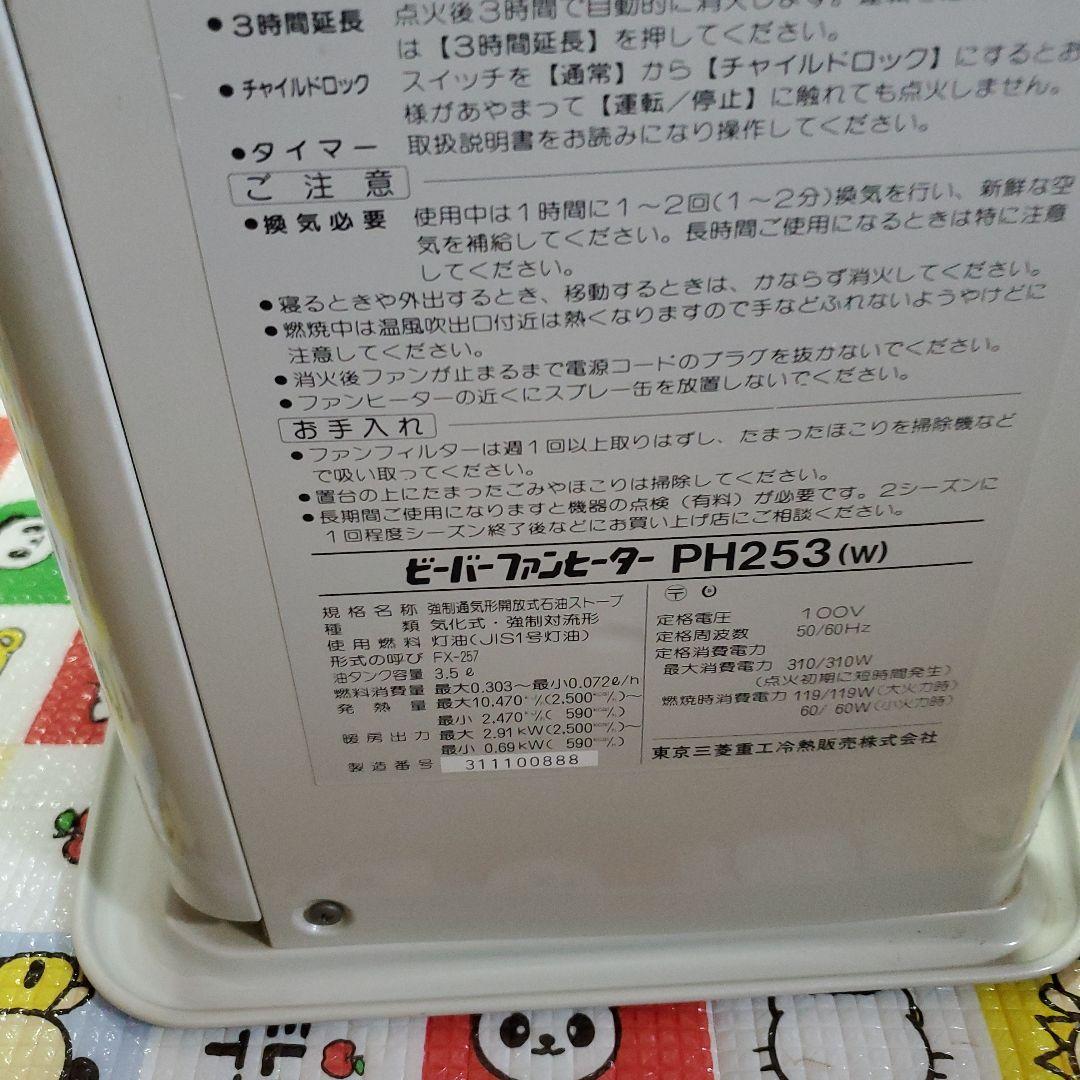 ●3時間延長 点火後3時間で自動的に消火します。
は【3時間延長】を押してください。
●チャイルドロック スイッチを【通常】から【チャイルドロック】にするとお
様があやまって【運転／停止】に触れても点火しません。
●タイマー 取扱説明書をお読みになり操作してください。
ご注意
●換気必要 使用中は1時間に1～2回(1～2分)換気を行い、新鮮な空
気を補給してください。長時間ご使用になるときは特に注意
してください。
●寝るときや外出するとき、移動するときは、かならず消火してください。
●燃焼中は温風吹出口付近は熱くなりますので手などふれないようやけどに
注意してください。
●消火後ファンが止まるまで電源コードのプラグを抜かないでください。
●ファンヒーターの近くにスプレー缶を放置しないでください。
お手入れ
●ファンフィルターは週1回以上取りはずし、たまったほこりを掃除機など
で吸い取ってください。
●置台の上にたまったごみやほこりは掃除してください。
●長期間ご使用になりますと機器の点検（有料）が必要です。2シーズンに
1回程度シーズン終了後などにお買い上げ店にご相談ください。
ビーバーファンヒーター PH253(W)
規格名称 強制通気形開放式石油ストーブ
種類 気化式・強制対流形
使用燃料 灯油(JIS1号灯油)
形式の呼び FX-257
油タンク容量 3.5ℓ
燃料消費量 最大0.303～最小0.072ℓ/h
発熱量 最大10,470 (2,500 )～
最小 2,470 ( 590 )
暖房出力 最大 2.91kW(2,500 )～
最小 0.69kW( 590 )
製造番号 311100888
〒
定格電圧 100V
定格周波数 50/60Hz
定格消費電力
最大消費電力 310/310W
(点火初期に短時間発生)
燃焼時消費電力 119/119W(大火力時)
60/ 60W(小火力時)
東京三菱重工冷熱販売株式会社